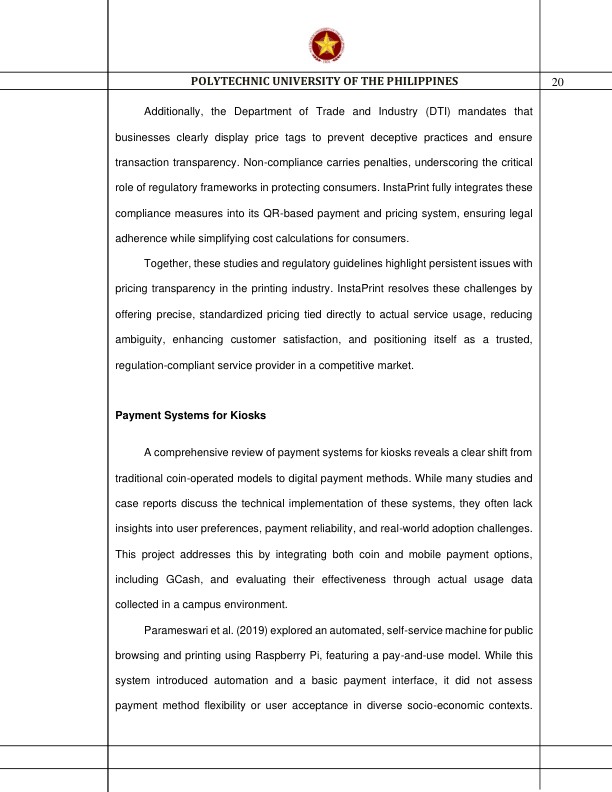 POLYTECHNIC UNIVERSITY OF THE PHILIPPINES
20
Additionally, the Department of Trade and Industry (DTI) mandates that
businesses clearly display price tags to prevent deceptive practices and ensure
transaction transparency. Non-compliance carries penalties, underscoring the critical
role of regulatory frameworks in protecting consumers. InstaPrint fully integrates these
compliance measures into its QR-based payment and pricing system, ensuring legal
adherence while simplifying cost calculations for consumers.
Together, these studies and regulatory guidelines highlight persistent issues with
pricing transparency in the printing industry. InstaPrint resolves these challenges by
offering precise, standardized pricing tied directly to actual service usage, reducing
ambiguity, enhancing customer satisfaction, and positioning itself as a trusted,
regulation-compliant service provider in a competitive market.
Payment Systems for Kiosks
A comprehensive review of payment systems for kiosks reveals a clear shift from
traditional coin-operated models to digital payment methods. While many studies and
case reports discuss the technical implementation of these systems, they often lack
insights into user preferences, payment reliability, and real-world adoption challenges.
This project addresses this by integrating both coin and mobile payment options,
including GCash, and evaluating their effectiveness through actual usage data
collected in a campus environment.
Parameswari et al. (2019) explored an automated, self-service machine for public
browsing and printing using Raspberry Pi, featuring a pay-and-use model. While this
system introduced automation and a basic payment interface, it did not assess
payment method flexibility or user acceptance in diverse socio-economic contexts.